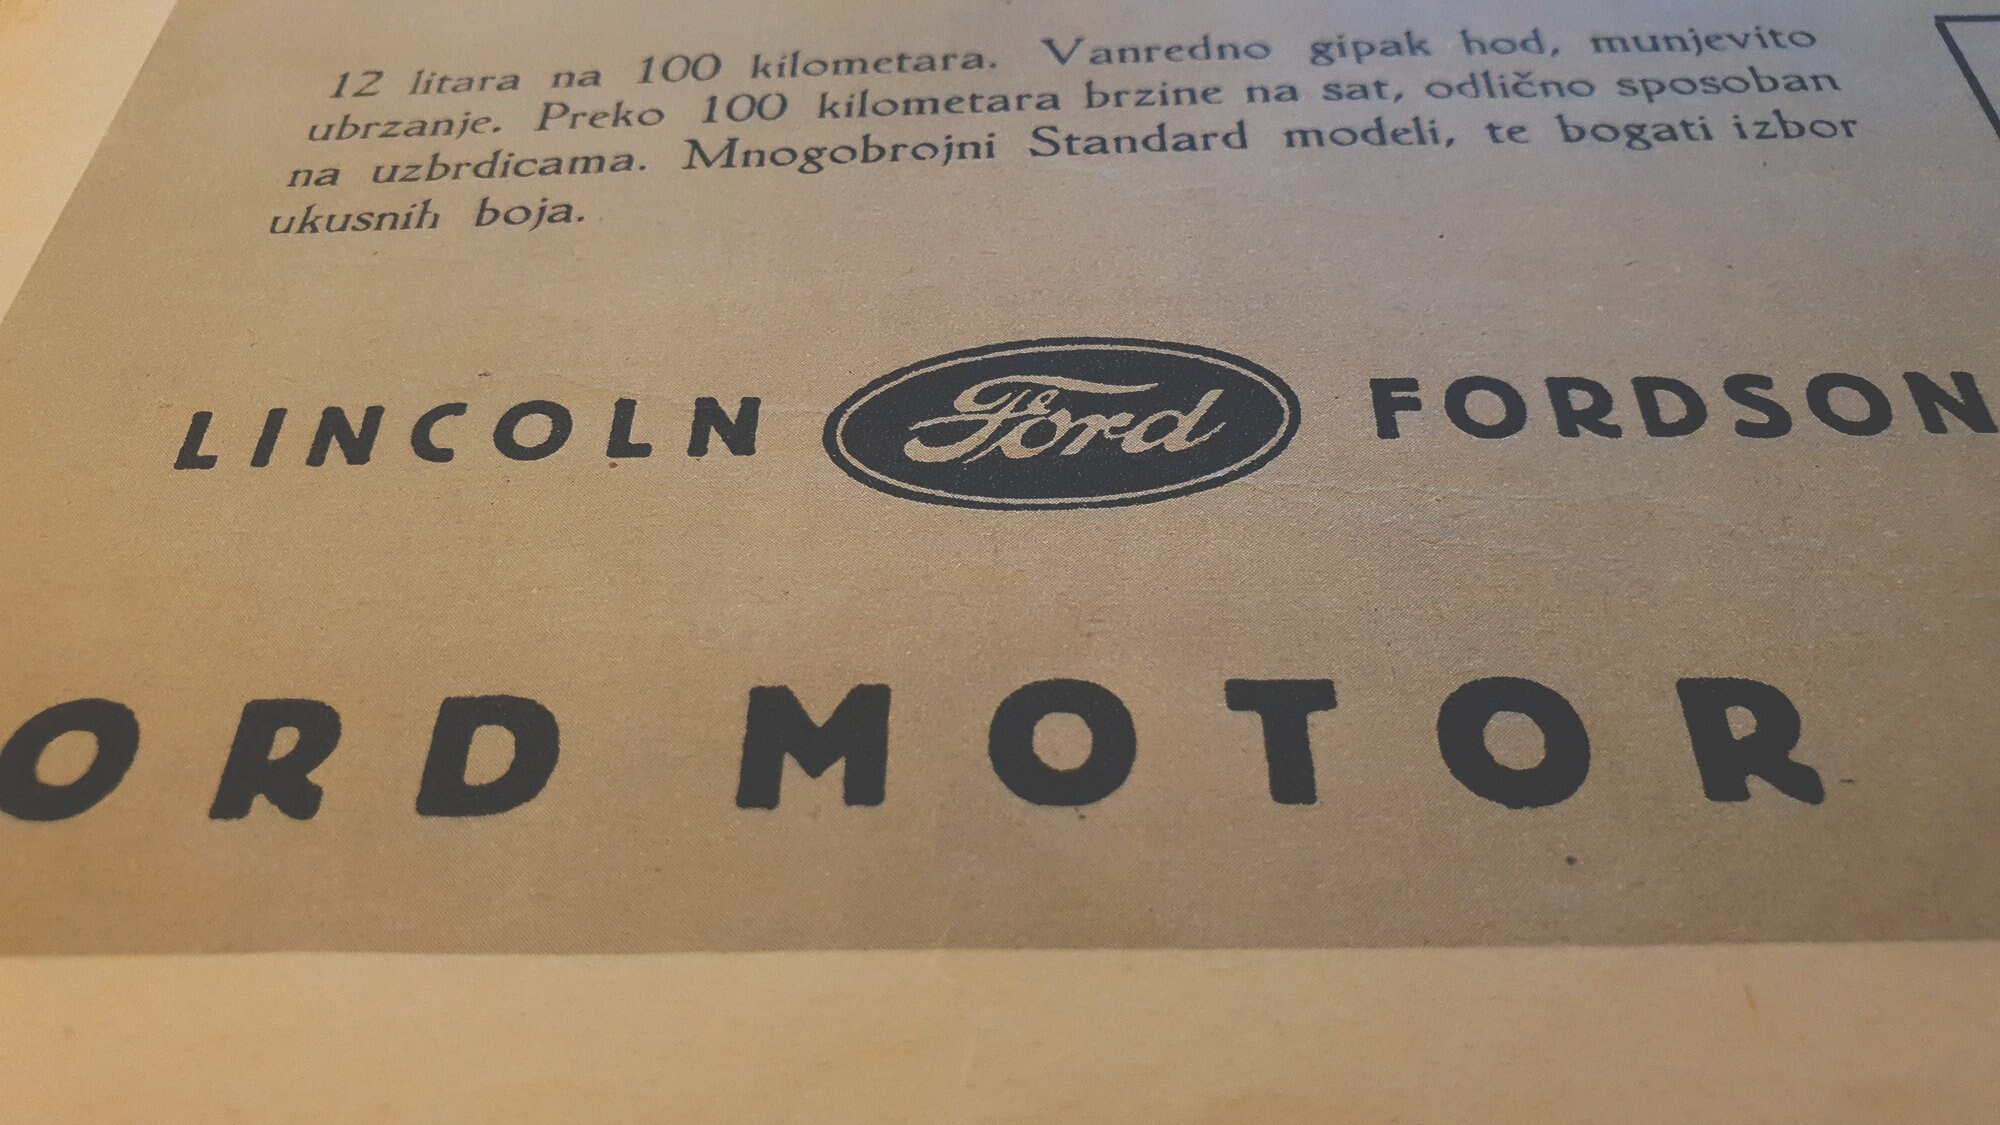 12 litara na 100 kilometara. Vanredno gipak hod, munjevito
ubrzanje. Preko 100 kilometara brzine na sat, odlično sposoban
na uzbrdicama. Mnogobrojni Standard modeli, te bogati izbor
ukusnih boja.
LINCOLN Ford FORDSON
ORD MOTOR